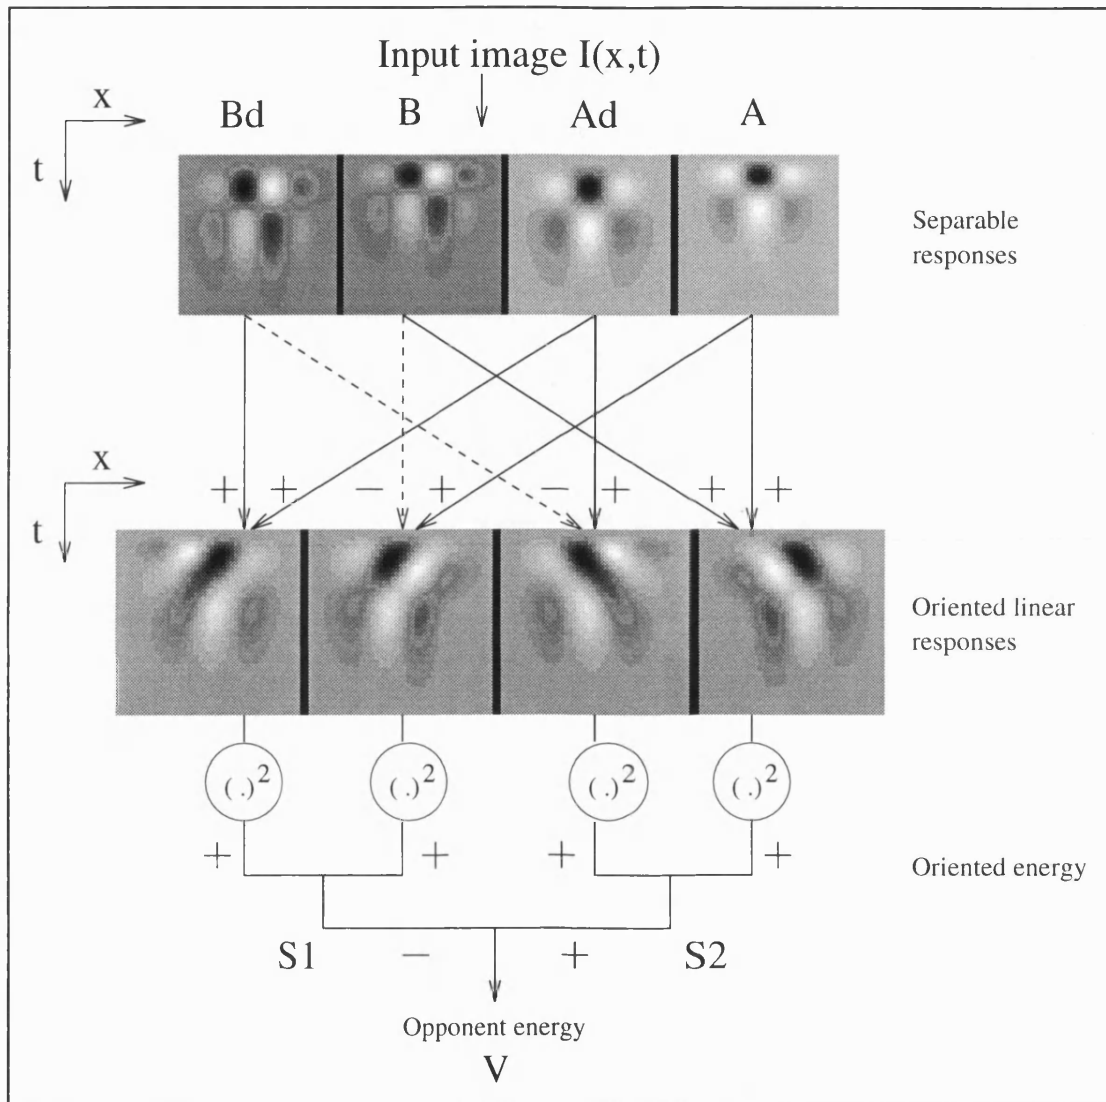 Input image I(x,t)
x
Bd B Ad A
t
Separable
responses
x
+ + − + − + + +
t
Oriented linear
responses
(.)² (.)² (.)² (.)²
+ + + +
Oriented energy
S1 − + S2
Opponent energy
V